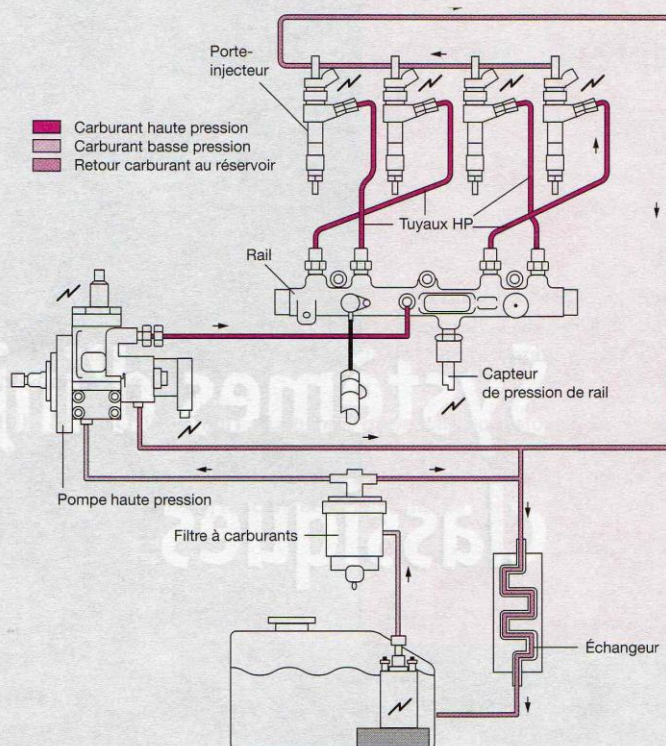 Porte-
injecteur
Carburant haute pression
Carburant basse pression
Retour carburant au réservoir
Tuyaux HP
Rail
Capteur
de pression de rail
Pompe haute pression
Filtre à carburants
Échangeur